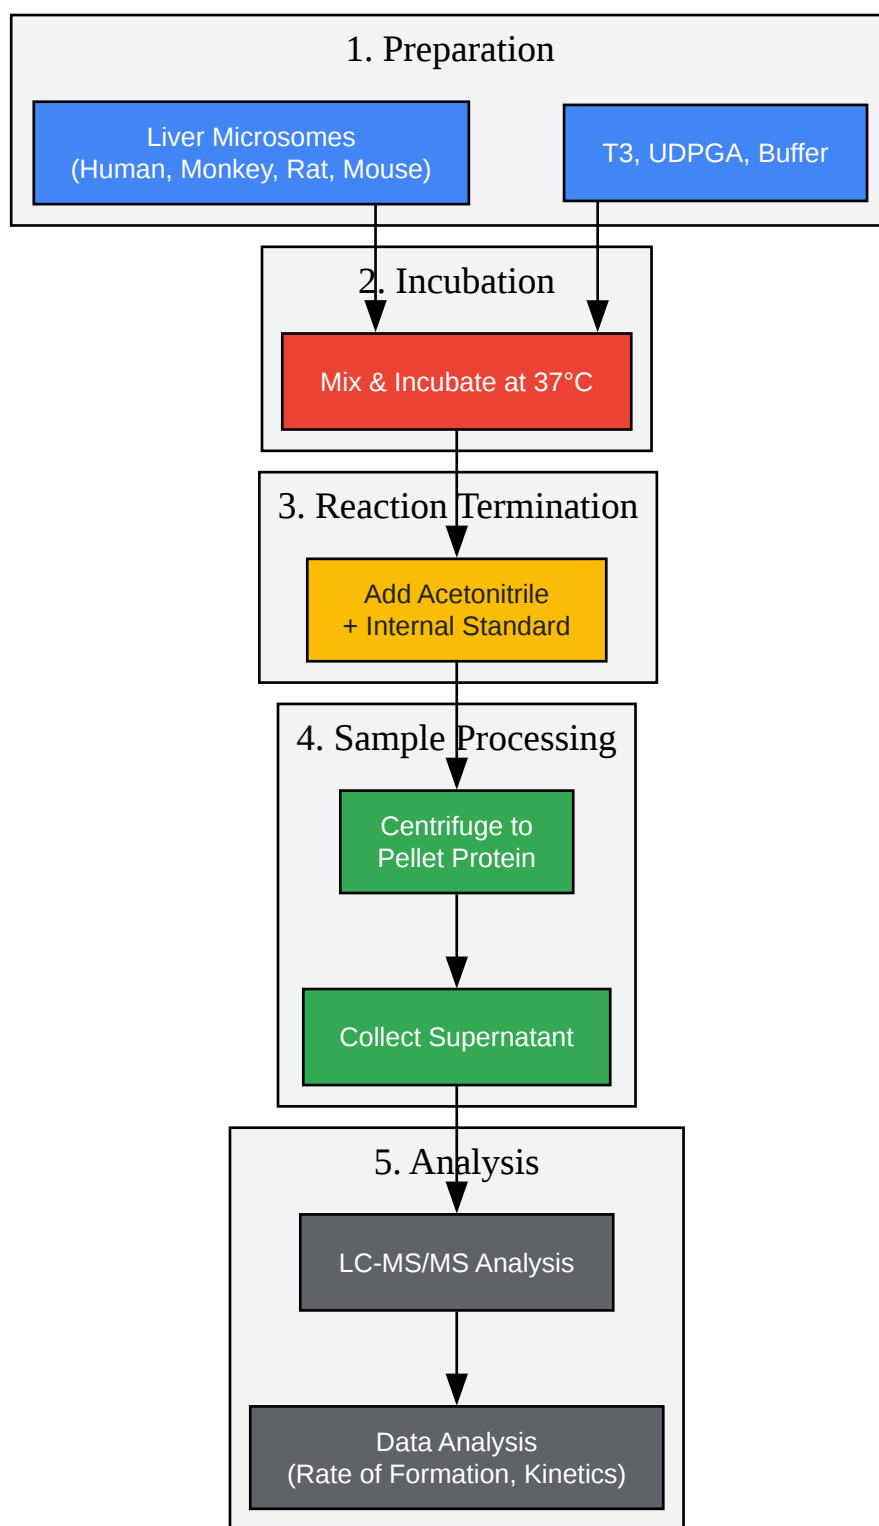 1. Preparation
Liver Microsomes
(Human, Monkey, Rat, Mouse)
T3, UDPGA, Buffer
2. Incubation
Mix & Incubate at 37°C
3. Reaction Termination
Add Acetonitrile
+ Internal Standard
4. Sample Processing
Centrifuge to
Pellet Protein
Collect Supernatant
5. Analysis
LC-MS/MS Analysis
Data Analysis
(Rate of Formation, Kinetics)